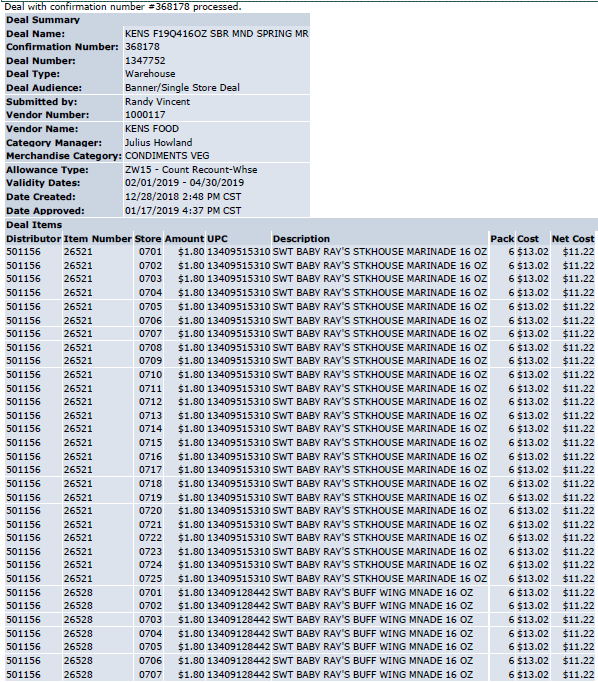 Deal with confirmation number #368178 processed.
Deal Summary
Deal Name: KENS F19Q416OZ SBR MND SPRING MR
Confirmation Number: 368178
Deal Number: 1347752
Deal Type: Warehouse
Deal Audience: Banner/Single Store Deal
Submitted by: Randy Vincent
Vendor Number: 1000117
Vendor Name: KENS FOOD
Category Manager: Julius Howland
Merchandise Category: CONDIMENTS VEG
Allowance Type: ZW15 - Count Recount-Whse
Validity Dates: 02/01/2019 - 04/30/2019
Date Created: 12/28/2018 2:48 PM CST
Date Approved: 01/17/2019 4:37 PM CST
Deal Items
Distributor Item Number Store Amount UPC Description Pack Cost Net Cost
501156 26521 0701 $1.80 13409515310 SWT BABY RAY'S STKHOUSE MARINADE 16 OZ 6 $13.02 $11.22
501156 26521 0702 $1.80 13409515310 SWT BABY RAY'S STKHOUSE MARINADE 16 OZ 6 $13.02 $11.22
501156 26521 0703 $1.80 13409515310 SWT BABY RAY'S STKHOUSE MARINADE 16 OZ 6 $13.02 $11.22
501156 26521 0704 $1.80 13409515310 SWT BABY RAY'S STKHOUSE MARINADE 16 OZ 6 $13.02 $11.22
501156 26521 0705 $1.80 13409515310 SWT BABY RAY'S STKHOUSE MARINADE 16 OZ 6 $13.02 $11.22
501156 26521 0706 $1.80 13409515310 SWT BABY RAY'S STKHOUSE MARINADE 16 OZ 6 $13.02 $11.22
501156 26521 0707 $1.80 13409515310 SWT BABY RAY'S STKHOUSE MARINADE 16 OZ 6 $13.02 $11.22
501156 26521 0708 $1.80 13409515310 SWT BABY RAY'S STKHOUSE MARINADE 16 OZ 6 $13.02 $11.22
501156 26521 0709 $1.80 13409515310 SWT BABY RAY'S STKHOUSE MARINADE 16 OZ 6 $13.02 $11.22
501156 26521 0710 $1.80 13409515310 SWT BABY RAY'S STKHOUSE MARINADE 16 OZ 6 $13.02 $11.22
501156 26521 0711 $1.80 13409515310 SWT BABY RAY'S STKHOUSE MARINADE 16 OZ 6 $13.02 $11.22
501156 26521 0712 $1.80 13409515310 SWT BABY RAY'S STKHOUSE MARINADE 16 OZ 6 $13.02 $11.22
501156 26521 0713 $1.80 13409515310 SWT BABY RAY'S STKHOUSE MARINADE 16 OZ 6 $13.02 $11.22
501156 26521 0714 $1.80 13409515310 SWT BABY RAY'S STKHOUSE MARINADE 16 OZ 6 $13.02 $11.22
501156 26521 0715 $1.80 13409515310 SWT BABY RAY'S STKHOUSE MARINADE 16 OZ 6 $13.02 $11.22
501156 26521 0716 $1.80 13409515310 SWT BABY RAY'S STKHOUSE MARINADE 16 OZ 6 $13.02 $11.22
501156 26521 0717 $1.80 13409515310 SWT BABY RAY'S STKHOUSE MARINADE 16 OZ 6 $13.02 $11.22
501156 26521 0718 $1.80 13409515310 SWT BABY RAY'S STKHOUSE MARINADE 16 OZ 6 $13.02 $11.22
501156 26521 0719 $1.80 13409515310 SWT BABY RAY'S STKHOUSE MARINADE 16 OZ 6 $13.02 $11.22
501156 26521 0720 $1.80 13409515310 SWT BABY RAY'S STKHOUSE MARINADE 16 OZ 6 $13.02 $11.22
501156 26521 0721 $1.80 13409515310 SWT BABY RAY'S STKHOUSE MARINADE 16 OZ 6 $13.02 $11.22
501156 26521 0722 $1.80 13409515310 SWT BABY RAY'S STKHOUSE MARINADE 16 OZ 6 $13.02 $11.22
501156 26521 0723 $1.80 13409515310 SWT BABY RAY'S STKHOUSE MARINADE 16 OZ 6 $13.02 $11.22
501156 26521 0724 $1.80 13409515310 SWT BABY RAY'S STKHOUSE MARINADE 16 OZ 6 $13.02 $11.22
501156 26521 0725 $1.80 13409515310 SWT BABY RAY'S STKHOUSE MARINADE 16 OZ 6 $13.02 $11.22
501156 26528 0701 $1.80 13409128442 SWT BABY RAY'S BUFF WING MNADE 16 OZ 6 $13.02 $11.22
501156 26528 0702 $1.80 13409128442 SWT BABY RAY'S BUFF WING MNADE 16 OZ 6 $13.02 $11.22
501156 26528 0703 $1.80 13409128442 SWT BABY RAY'S BUFF WING MNADE 16 OZ 6 $13.02 $11.22
501156 26528 0704 $1.80 13409128442 SWT BABY RAY'S BUFF WING MNADE 16 OZ 6 $13.02 $11.22
501156 26528 0705 $1.80 13409128442 SWT BABY RAY'S BUFF WING MNADE 16 OZ 6 $13.02 $11.22
501156 26528 0706 $1.80 13409128442 SWT BABY RAY'S BUFF WING MNADE 16 OZ 6 $13.02 $11.22
501156 26528 0707 $1.80 13409128442 SWT BABY RAY'S BUFF WING MNADE 16 OZ 6 $13.02 $11.22